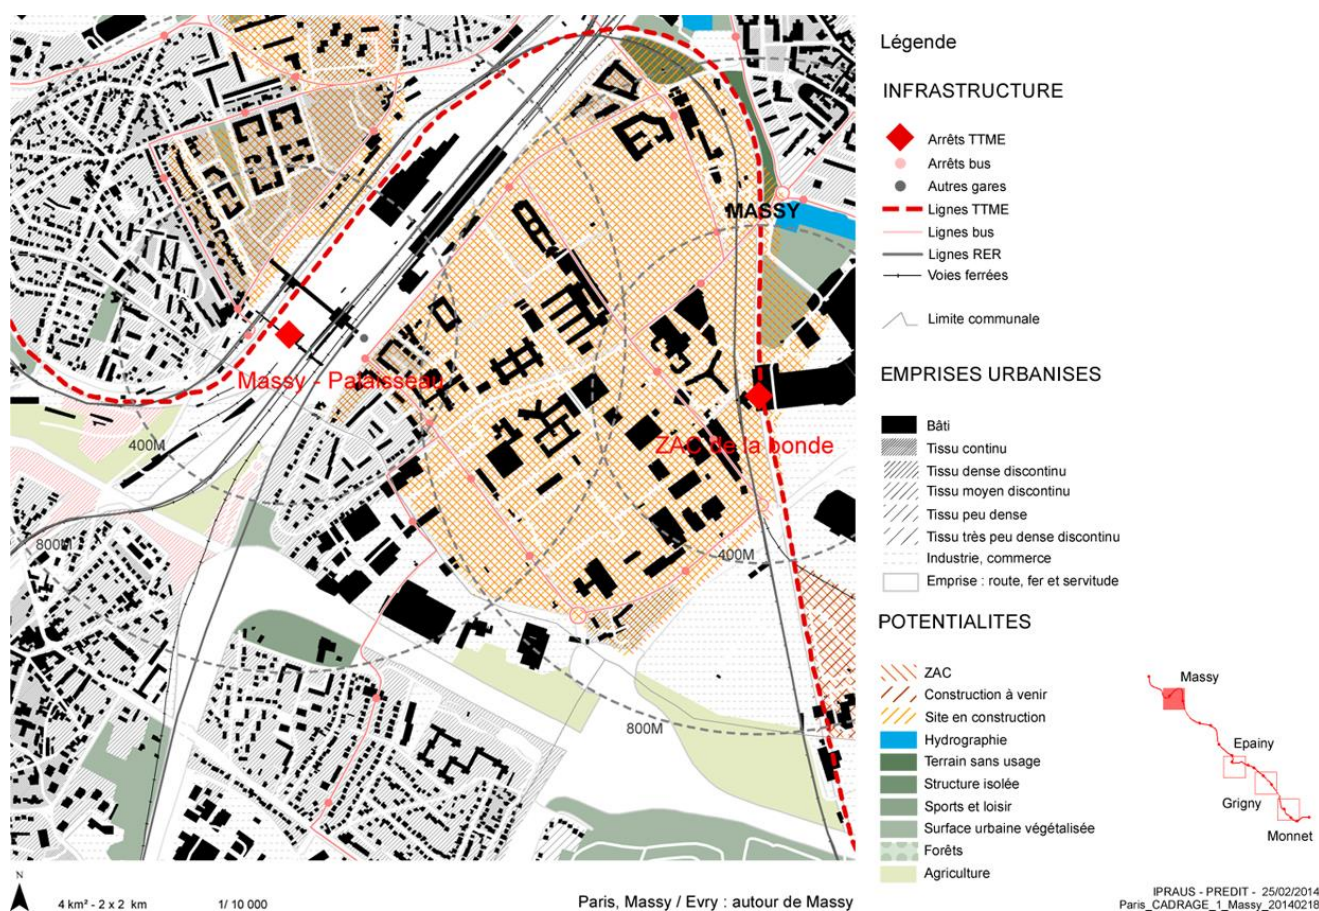 MASSY
Massy - Palaisseau
400M
ZAC de la bonde
800M
400M
800M
Légende
INFRASTRUCTURE
Arrêts TTME
Arrêts bus
Autres gares
Lignes TTME
Lignes bus
Lignes RER
Voies ferrées
Limite communale
EMPRISES URBANISES
Bâti
Tissu continu
Tissu dense discontinu
Tissu moyen discontinu
Tissu peu dense
Tissu très peu dense discontinu
Industrie, commerce
Emprise : route, fer et servitude
POTENTIALITES
ZAC
Construction à venir
Site en construction
Hydrographie
Terrain sans usage
Structure isolée
Sports et loisir
Surface urbaine végétalisée
Forêts
Agriculture
Massy
Epainy
Grigny
Monnet
N
4 km² - 2 x 2 km
1/ 10 000
Paris, Massy / Evry : autour de Massy
IPRAUS - PREDIT - 25/02/2014
Paris_CADRAGE_1_Massy_20140218